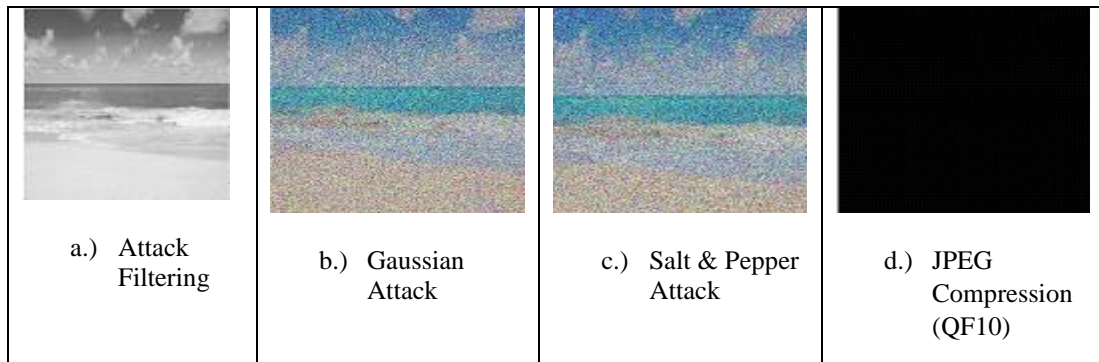 a.) Attack
Filtering
b.) Gaussian
Attack
c.) Salt & Pepper
Attack
d.) JPEG
Compression
(QF10)